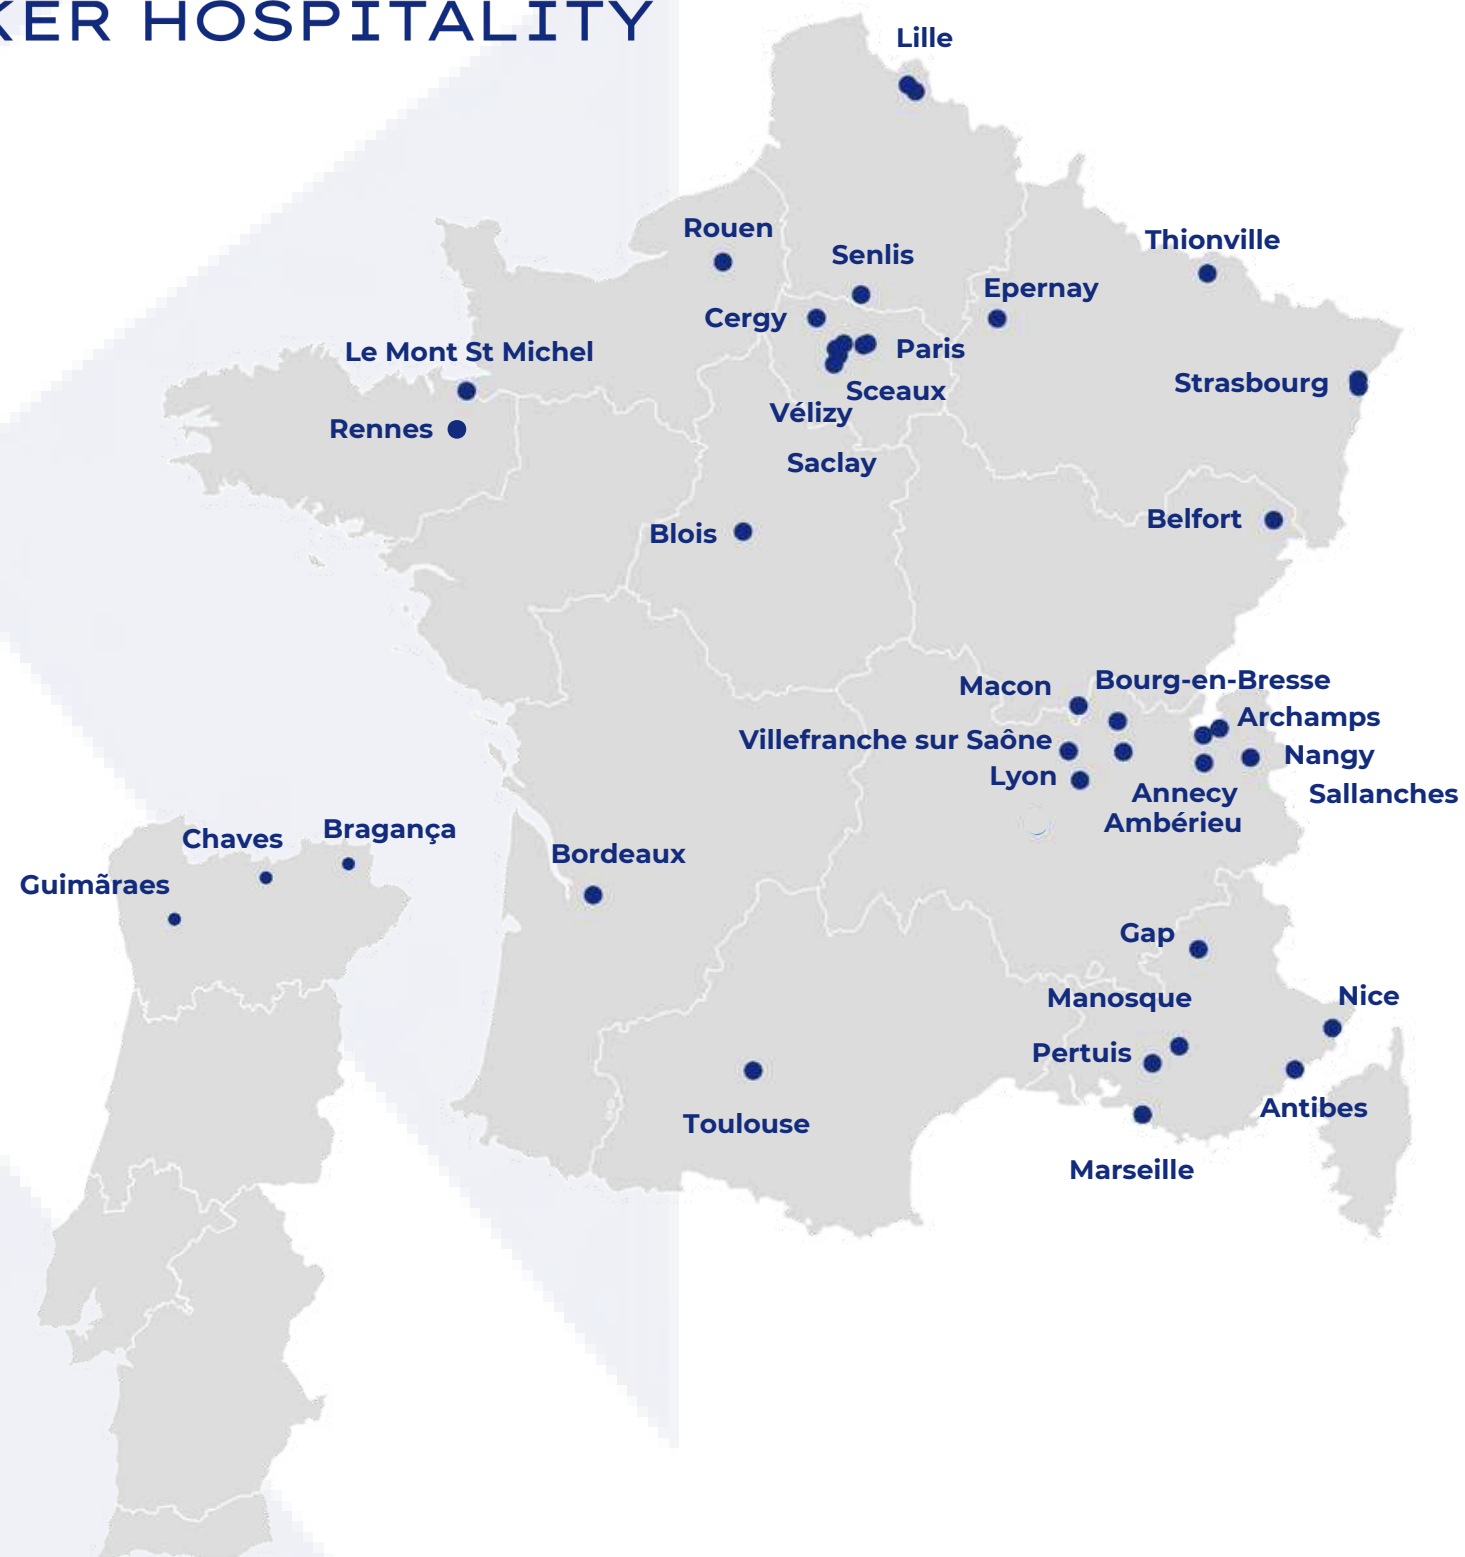 KER HOSPITALITY
Lille
Rouen
Thionville
Senlis
Epernay
Cergy
Paris
Le Mont St Michel
Strasbourg
Sceaux
Vélizy
Rennes
Saclay
Belfort
Blois
Macon
Bourg-en-Bresse
Archamps
Villefranche sur Saône
Nangy
Lyon
Annecy
Sallanches
Ambérieu
Bragança
Chaves
Bordeaux
Guimãraes
Gap
Manosque
Nice
Pertuis
Antibes
Toulouse
Marseille